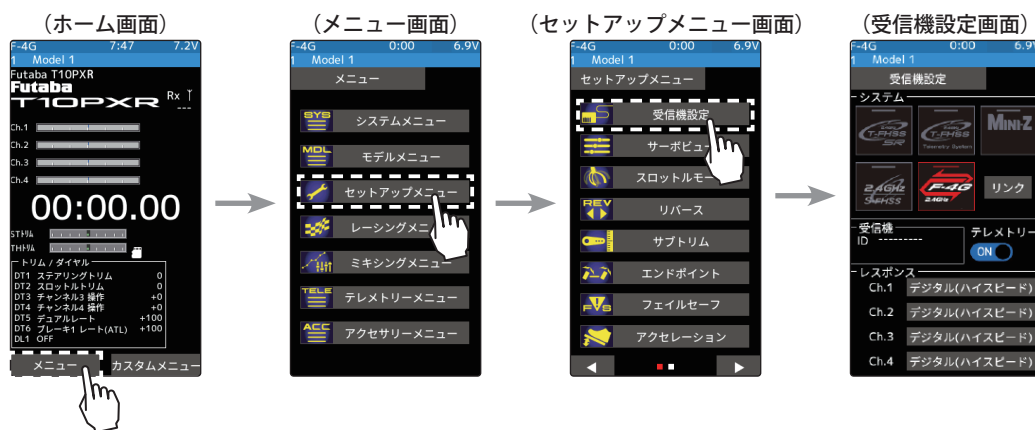 (ホーム画面)
F-4G 7:47 7.2V
1 Model 1
Futaba T10PXR
Futaba
T10PXR
Rx
---
Ch.1
Ch.2
Ch.3
Ch.4
00:00.00
STトリム
THトリム
トリム / ダイヤル
DT1 ステアリングトリム 0
DT2 スロットルトリム 0
DT3 チャンネル3 操作 +0
DT4 チャンネル4 操作 +0
DT5 デュアルレート +100
DT6 ブレーキ1 レート(ATL) +100
DL1 OFF
メニュー カスタムメニュー
(メニュー画面)
F-4G 0:00 6.9V
1 Model 1
メニュー
SYS システムメニュー
MDL モデルメニュー
セットアップメニュー
レーシングメニ
ミキシングメニュー
TELE テレメトリーメニュー
ACC アクセサリーメニュー
(セットアップメニュー画面)
F-4G 0:00 6.9V
1 Model 1
セットアップメニュー
受信機設定
サーボビュ
スロットルモー
REV リバース
サブトリム
エンドポイント
F/S フェイルセーフ
アクセレーション
(受信機設定画面)
F-4G 0:00 6.9V
1 Model 1
受信機設定
システム
T-FHSS SR
T-FHSS Telemetry System
MINI-Z
2.4GHz S-FHSS
F-4G 2.4GHz
リンク
受信機
ID ---------
テレメトリー
ON
レスポンス
Ch.1 デジタル(ハイスピード)
Ch.2 デジタル(ハイスピード)
Ch.3 デジタル(ハイスピード)
Ch.4 デジタル(ハイスピード)